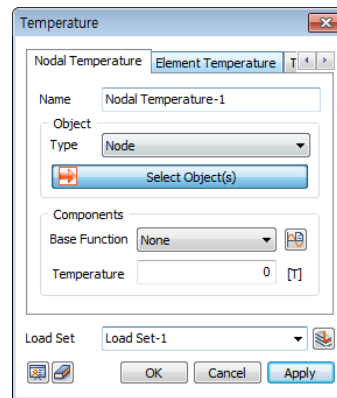 Temperature
Nodal Temperature Element Temperature T
Name Nodal Temperature-1
Object
Type Node
Select Object(s)
Components
Base Function None
Temperature 0 [T]
Load Set Load Set-1
OK Cancel Apply